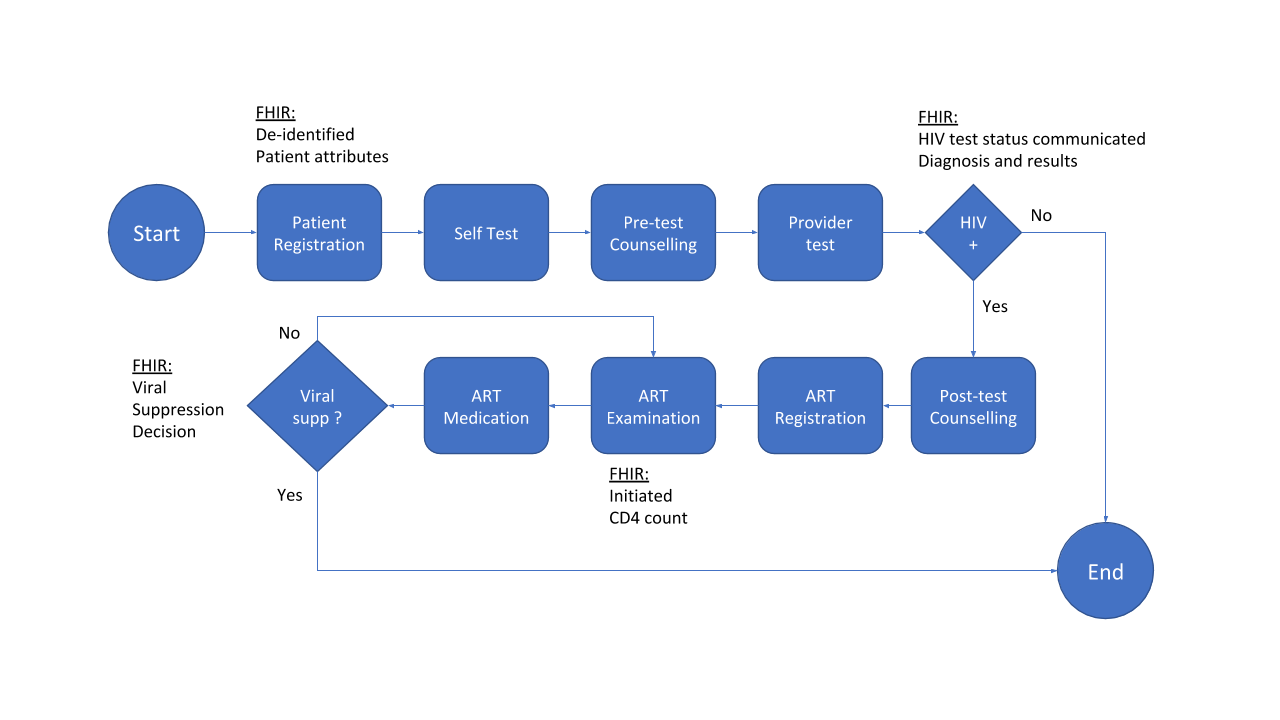 FHIR:
De-identified
Patient attributes
FHIR:
HIV test status communicated
Diagnosis and results
Start
Patient
Registration
Self Test
Pre-test
Counselling
Provider
test
HIV
+
No
Yes
No
FHIR:
Viral
Suppression
Decision
Viral
supp ?
ART
Medication
ART
Examination
ART
Registration
Post-test
Counselling
FHIR:
Initiated
CD4 count
Yes
End